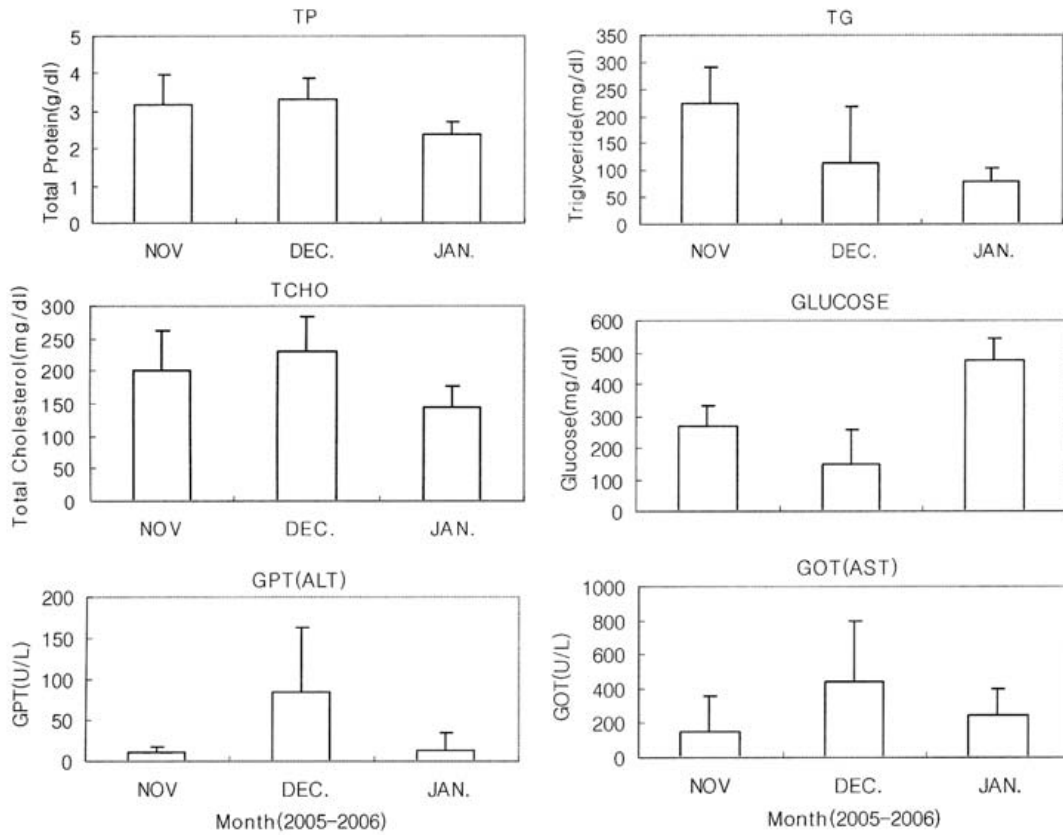 TP
Total Protein(g/dl)
5
4
3
2
1
0
NOV DEC. JAN.
TG
Triglyceride(mg/dl)
350
300
250
200
150
100
50
0
NOV DEC. JAN.
TCHO
Total Cholesterol(mg/dl)
300
250
200
150
100
50
0
NOV DEC. JAN.
GLUCOSE
Glucose(mg/dl)
600
500
400
300
200
100
0
GPT(ALT)
GPT(U/L)
200
150
100
50
0
NOV DEC. JAN.
Month(2005-2006)
GOT(AST)
GOT(U/L)
1000
800
600
400
200
0
NOV DEC. JAN.
Month(2005-2006)